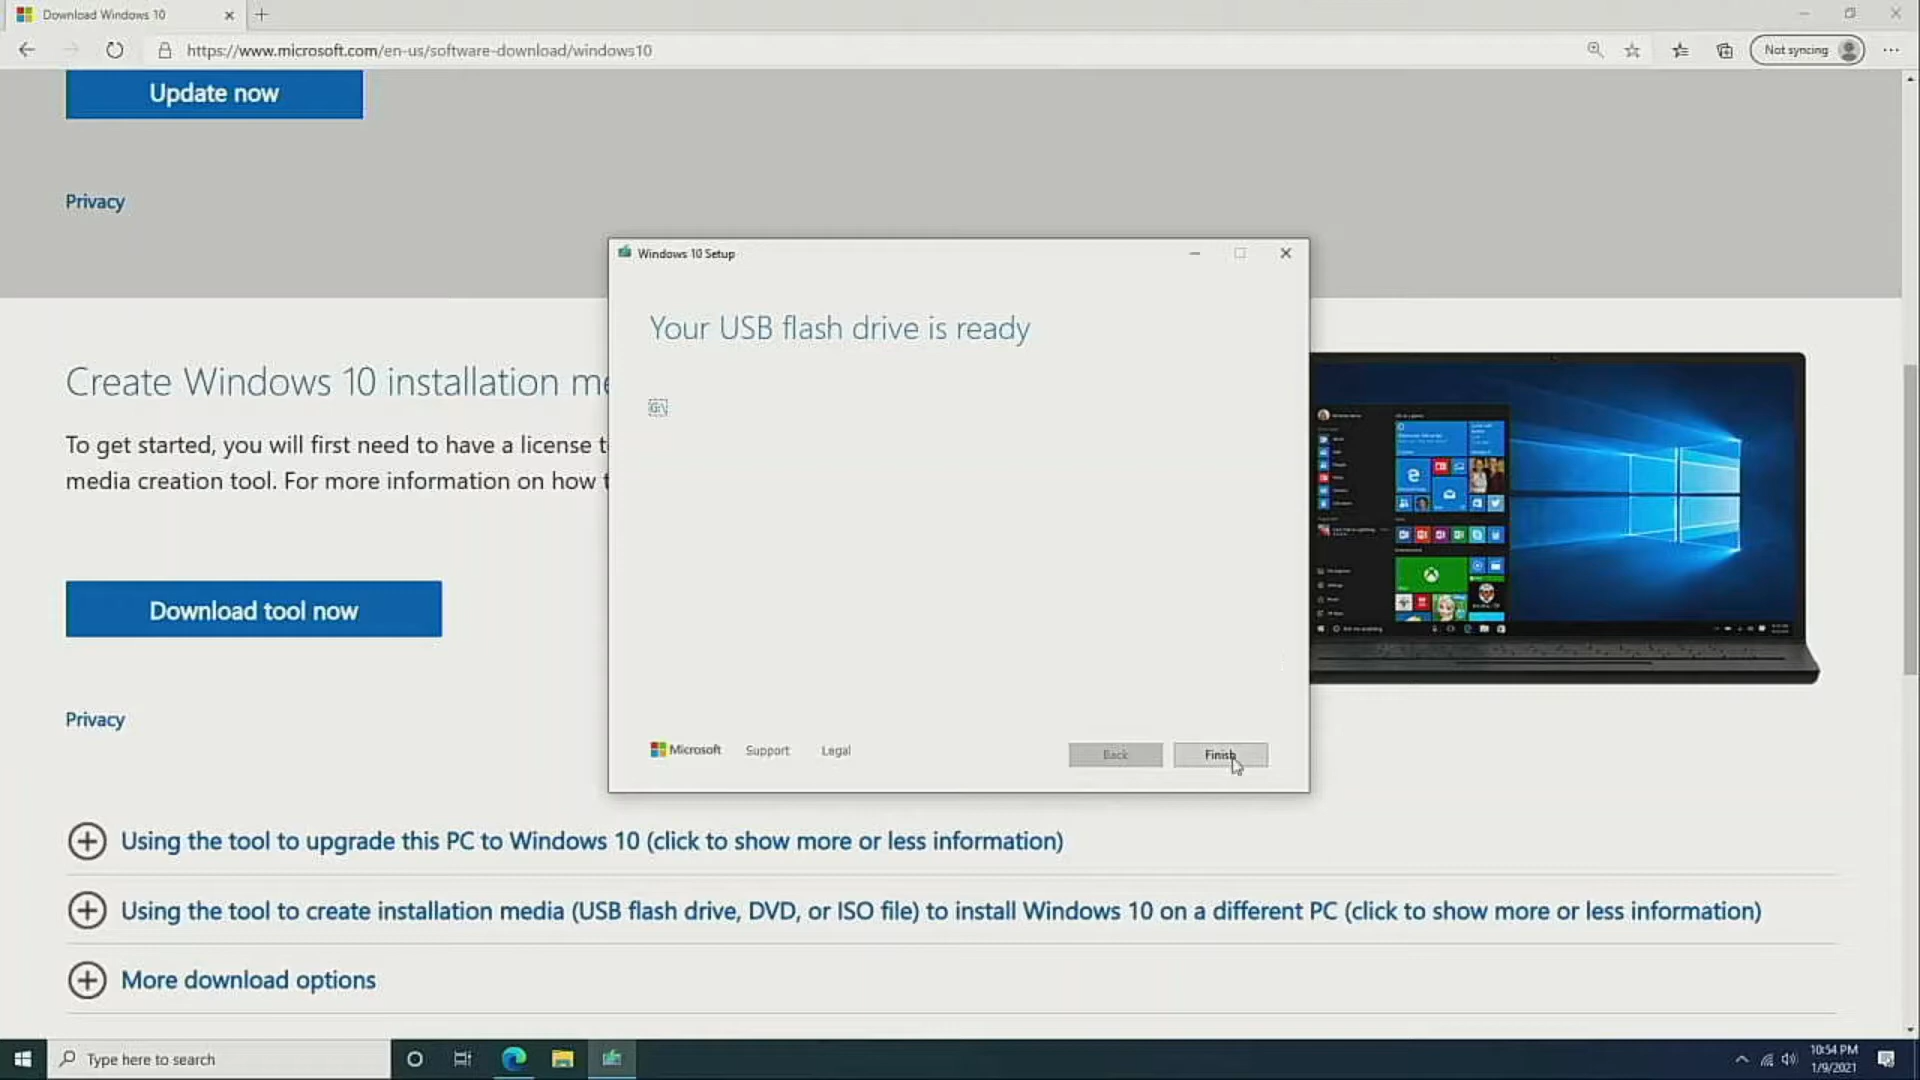 Download Windows 10
https://www.microsoft.com/en-us/software-download/windows10
Not syncing
Update now
Privacy
Windows 10 Setup
Your USB flash drive is ready
G:\
Create Windows 10 installation me
To get started, you will first need to have a license t
media creation tool. For more information on how t
Download tool now
Privacy
Microsoft Support Legal
Back Finish
Using the tool to upgrade this PC to Windows 10 (click to show more or less information)
Using the tool to create installation media (USB flash drive, DVD, or ISO file) to install Windows 10 on a different PC (click to show more or less information)
More download options
Type here to search
10:54 PM
1/9/2021